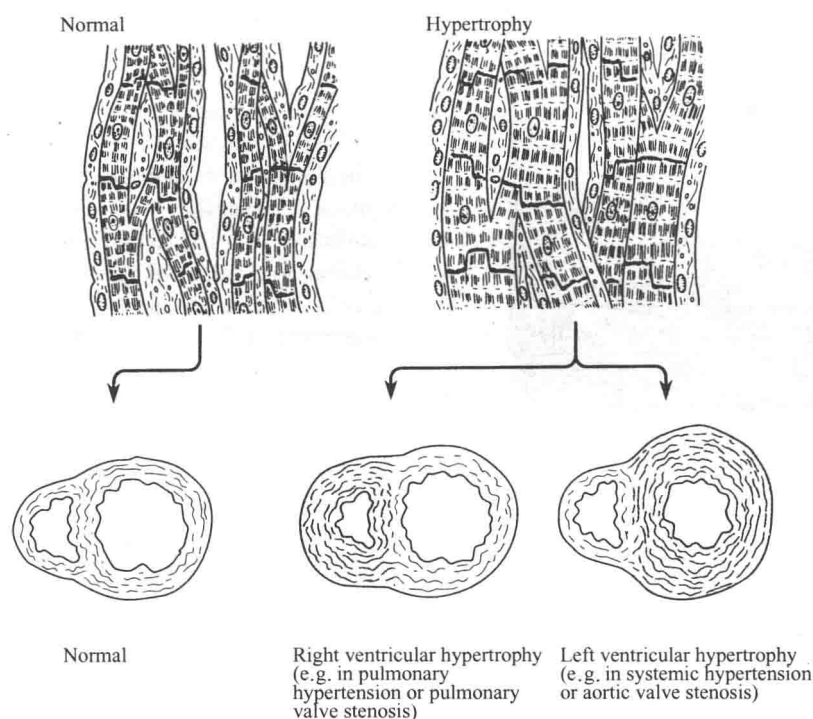 Normal
Hypertrophy
Normal
Right ventricular hypertrophy
(e.g. in pulmonary
hypertension or pulmonary
valve stenosis)
Left ventricular hypertrophy
(e.g. in systemic hypertension
or aortic valve stenosis)